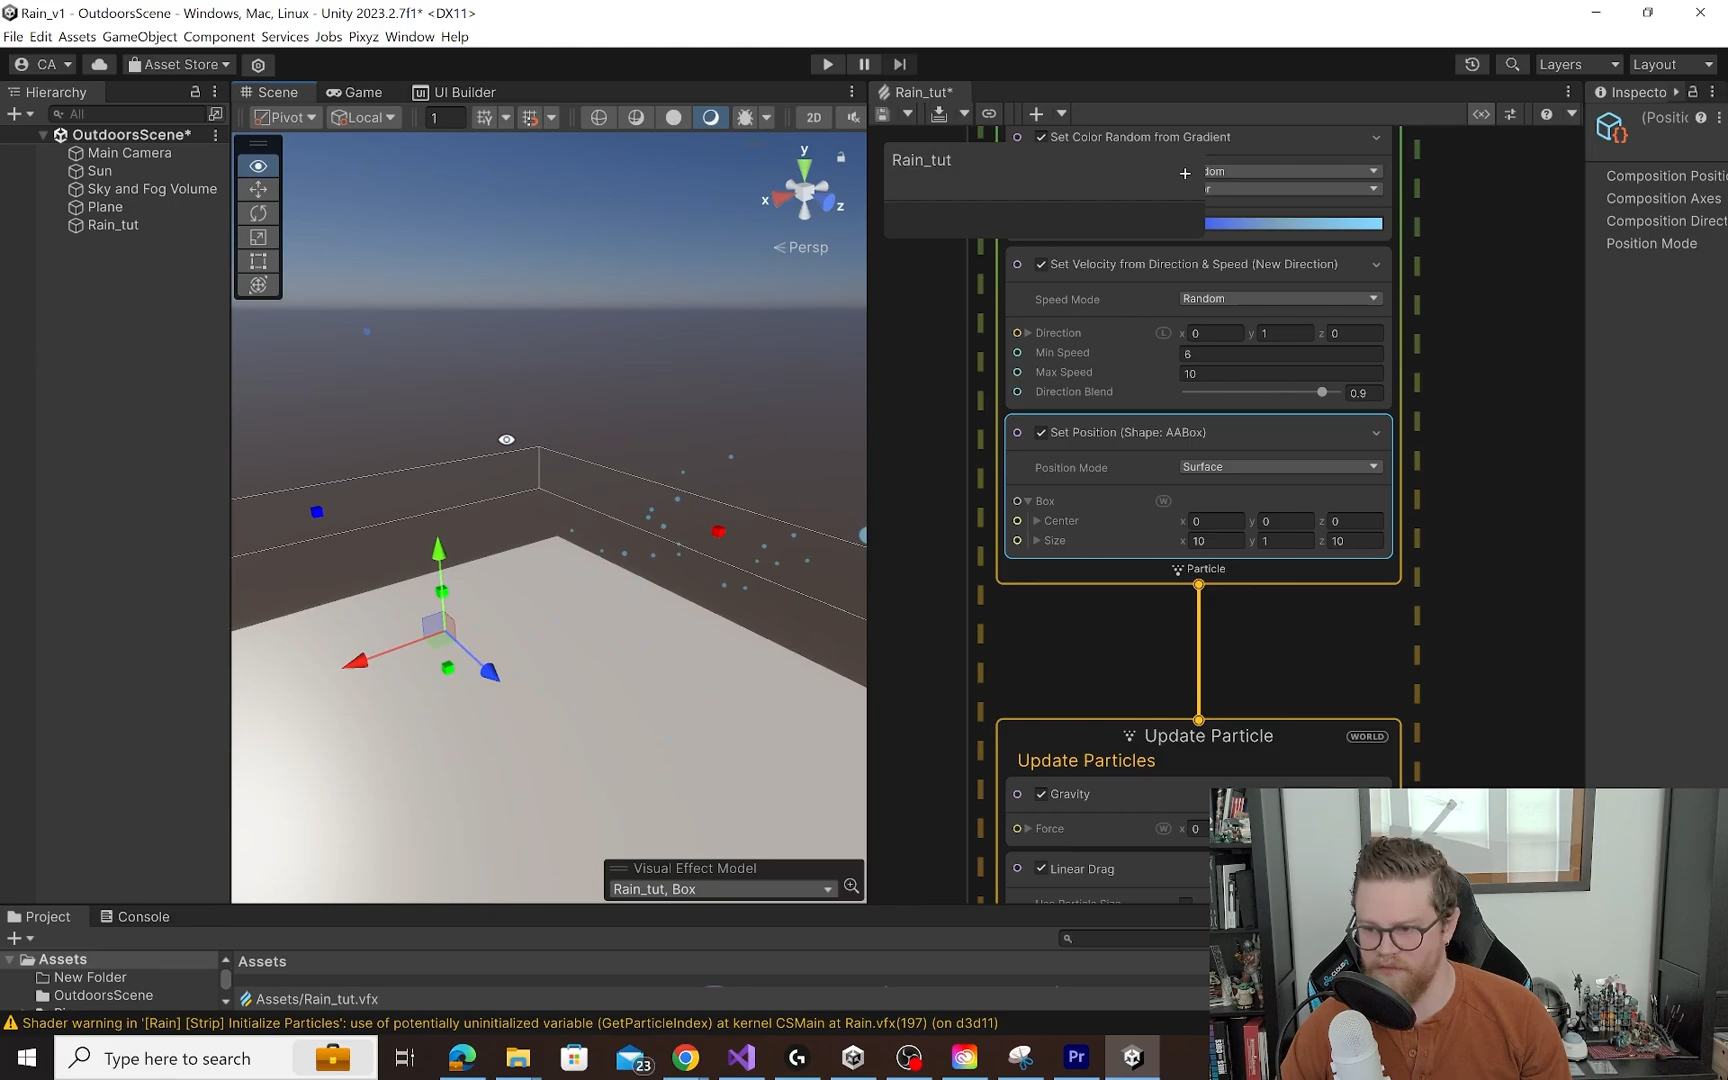 Rain_v1 - OutdoorsScene - Windows, Mac, Linux - Unity 2023.2.7f1* <DX11>
File Edit Assets GameObject Component Services Jobs Pixyz Window Help
CA Asset Store Layers Layout
Hierarchy
All
OutdoorsScene*
Main Camera
Sun
Sky and Fog Volume
Plane
Rain_tut
Scene Game UI Builder
Pivot Local 1 2D
y
x
z
Persp
Visual Effect Model
Rain_tut, Box
Rain_tut*
Rain_tut
Set Color Random from Gradient
dom
r
Set Velocity from Direction & Speed (New Direction)
Speed Mode Random
Direction L x 0 y 1 z 0
Min Speed 6
Max Speed 10
Direction Blend 0.9
Set Position (Shape: AABox)
Position Mode Surface
Box W
Center x 0 y 0 z 0
Size x 10 y 1 z 10
Particle
Update Particle WORLD
Update Particles
Gravity
Force W x 0
Linear Drag
Inspecto
(Positic
Composition Positi
Composition Axes
Composition Direct
Position Mode
Project Console
Assets
New Folder
OutdoorsScene
Assets
Assets/Rain_tut.vfx
Shader warning in '[Rain] [Strip] Initialize Particles': use of potentially uninitialized variable (GetParticleIndex) at kernel CSMain at Rain.vfx(197) (on d3d11)
Type here to search
23
Pr